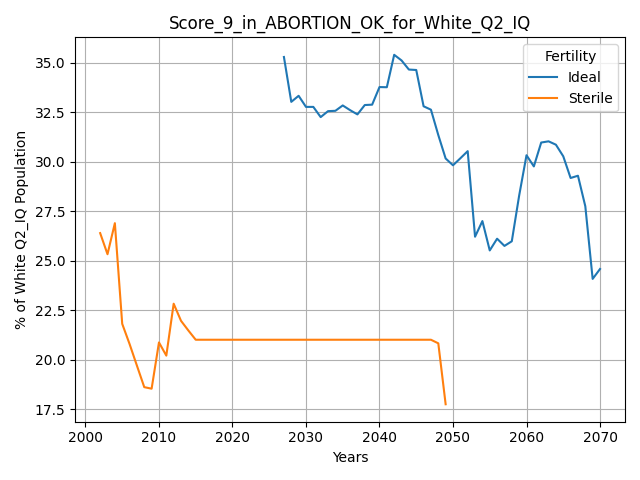 Score_9_in_ABORTION_OK_for_White_Q2_IQ
% of White Q2_IQ Population
35.0
32.5
30.0
27.5
25.0
22.5
20.0
17.5
Fertility
Ideal
Sterile
2000 2010 2020 2030 2040 2050 2060 2070
Years